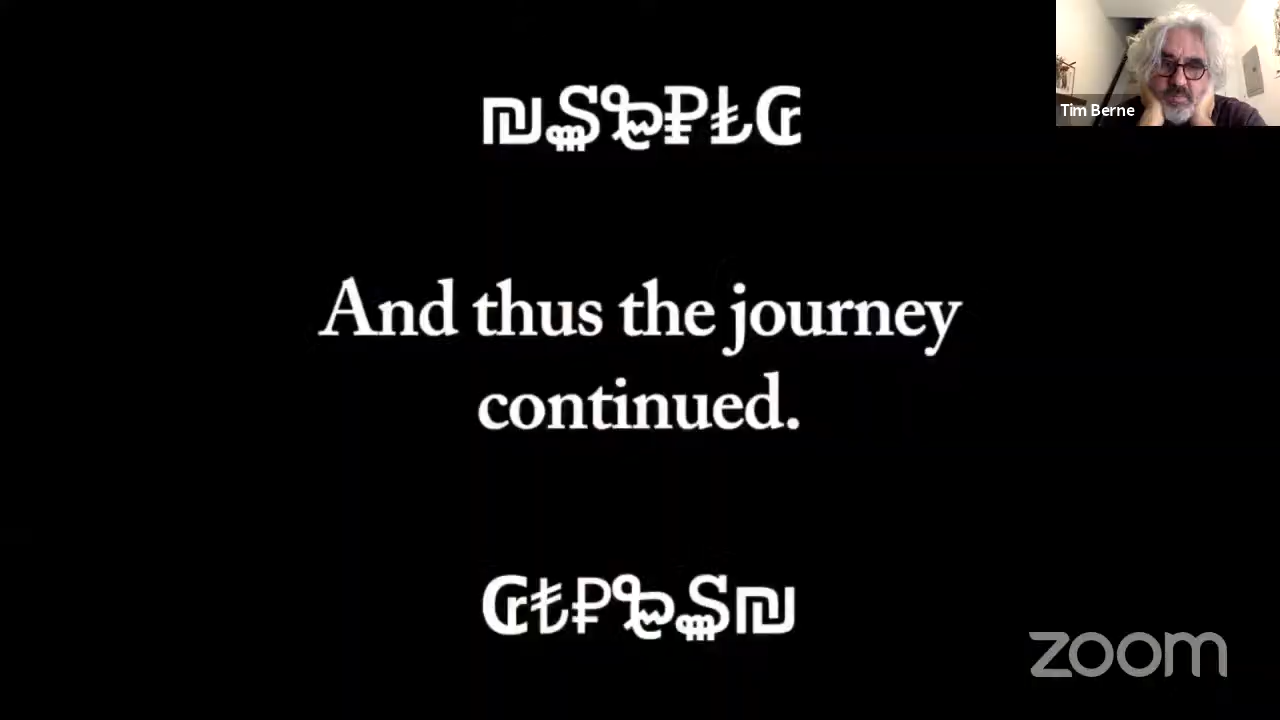 ₪₷₻₽Ⱡ₢
Tim Berne
And thus the journey
continued.
₢₺₽₻₷₪
zoom